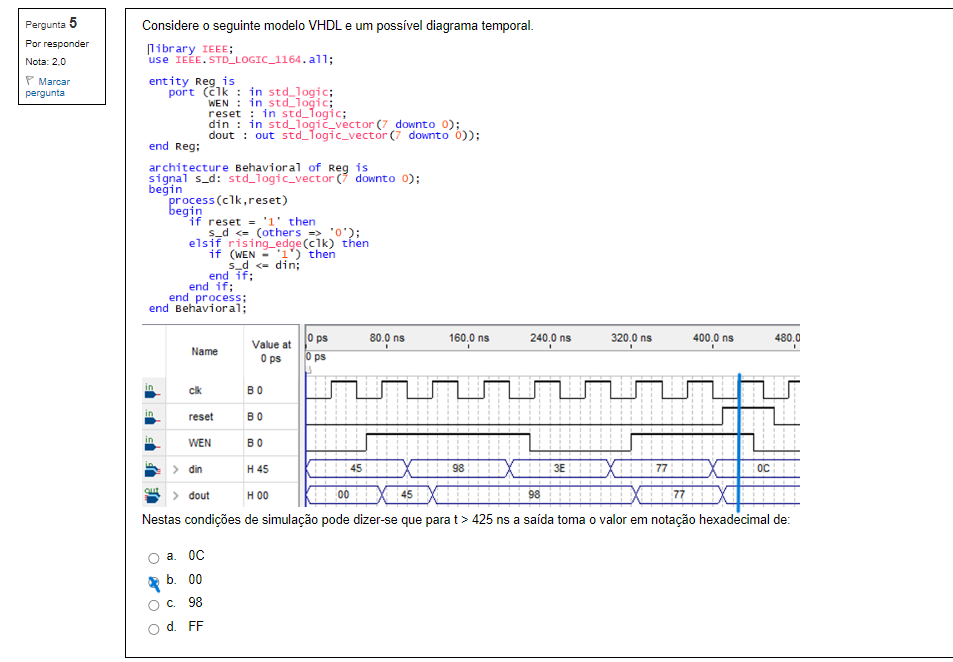 Pergunta 5
Por responder
Nota: 2,0
Marcar
pergunta
Considere o seguinte modelo VHDL e um possível diagrama temporal.
library IEEE;
use IEEE.STD_LOGIC_1164.all;
entity Reg is
port (clk : in std_logic;
WEN : in std_logic;
reset : in std_logic;
din : in std_logic_vector(7 downto 0);
dout : out std_logic_vector(7 downto 0));
end Reg;
architecture Behavioral of Reg is
signal s_d: std_logic_vector(7 downto 0);
begin
process(clk,reset)
begin
if reset = '1' then
s_d <= (others => '0');
elsif rising_edge(clk) then
if (WEN = '1') then
s_d <= din;
end if;
end if;
end process;
end Behavioral;
Name Value at 0 ps
0 ps 80.0 ns 160.0 ns 240.0 ns 320.0 ns 400.0 ns 480.0
0 ps
in clk B 0
in reset B 0
in WEN B 0
in > din H 45 45 98 3E 77 0C
out > dout H 00 00 45 98 77
Nestas condições de simulação pode dizer-se que para t > 425 ns a saída toma o valor em notação hexadecimal de:
a. 0C
b. 00
c. 98
d. FF